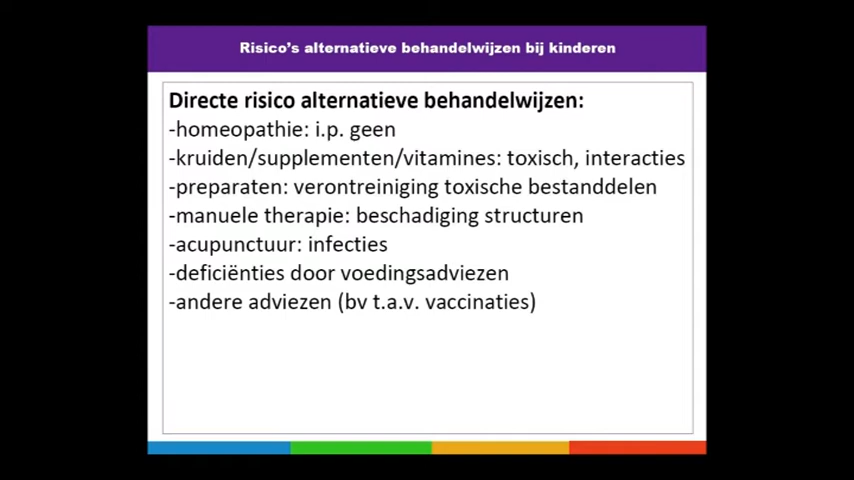 Risico's alternatieve behandelwijzen bij kinderen
Directe risico alternatieve behandelwijzen:
-homeopathie: i.p. geen
-kruiden/supplementen/vitamines: toxisch, interacties
-preparaten: verontreiniging toxische bestanddelen
-manuele therapie: beschadiging structuren
-acupunctuur: infecties
-deficiënties door voedingsadviezen
-andere adviezen (bv t.a.v. vaccinaties)